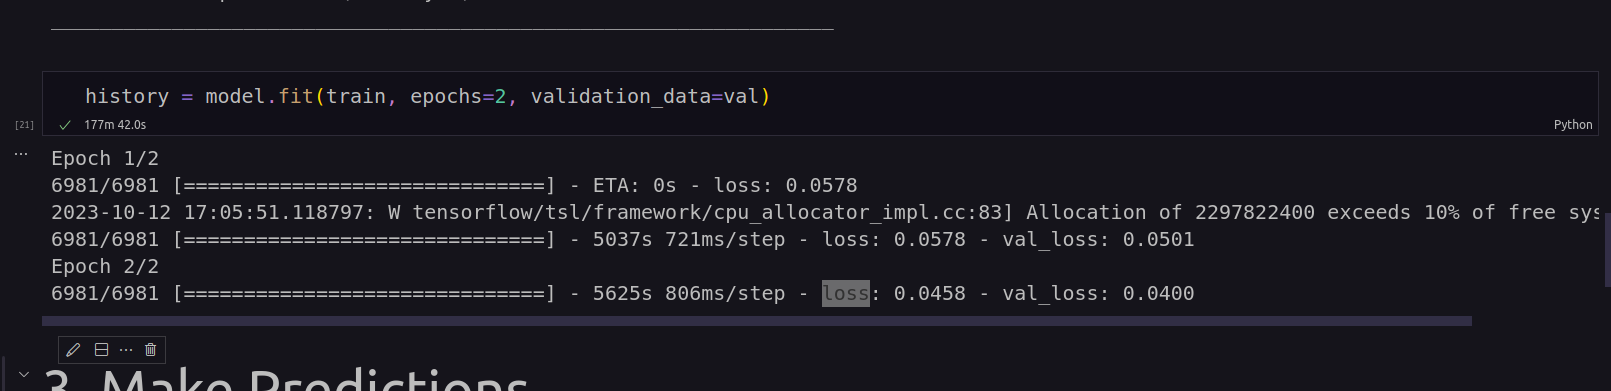 history = model.fit(train, epochs=2, validation_data=val)
[21]
177m 42.0s
Python
...
Epoch 1/2
6981/6981 [==============================] - ETA: 0s - loss: 0.0578
2023-10-12 17:05:51.118797: W tensorflow/tsl/framework/cpu_allocator_impl.cc:83] Allocation of 2297822400 exceeds 10% of free sys
6981/6981 [==============================] - 5037s 721ms/step - loss: 0.0578 - val_loss: 0.0501
Epoch 2/2
6981/6981 [==============================] - 5625s 806ms/step - loss: 0.0458 - val_loss: 0.0400
3. Make Predictions